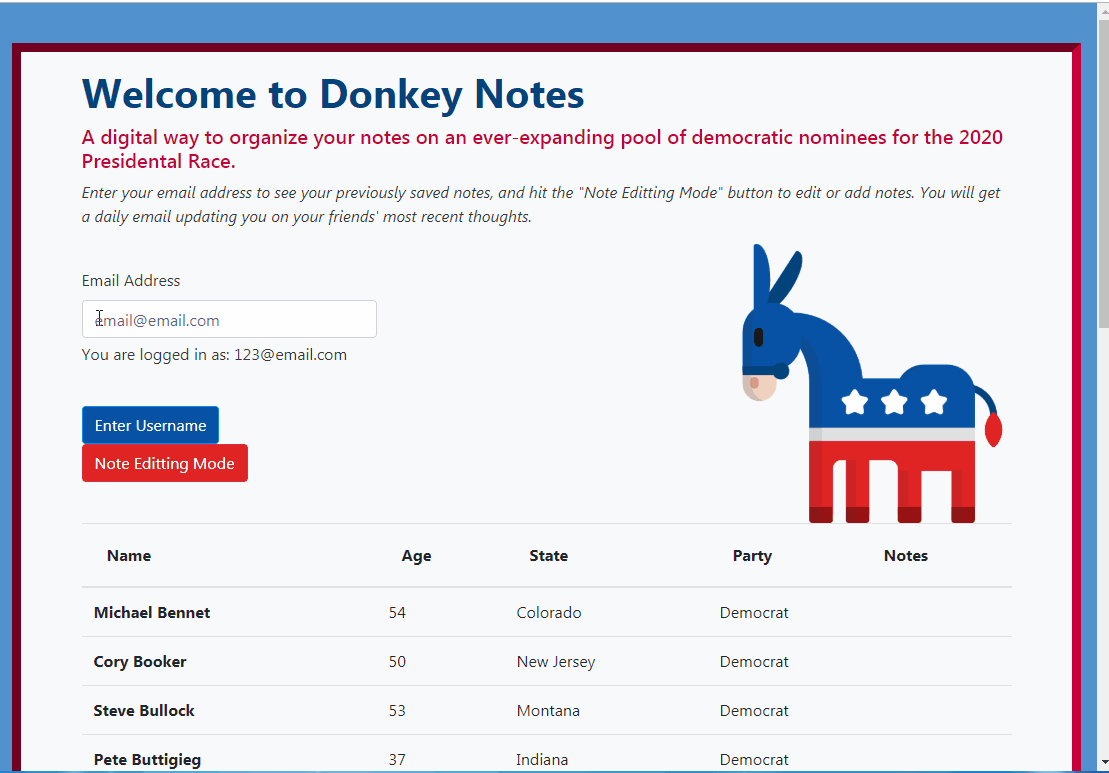 Welcome to Donkey Notes
A digital way to organize your notes on an ever-expanding pool of democratic nominees for the 2020
Presidental Race.
Enter your email address to see your previously saved notes, and hit the "Note Editting Mode" button to edit or add notes. You will get
a daily email updating you on your friends' most recent thoughts.
Email Address
email@email.com
You are logged in as: 123@email.com
Enter Username
Note Editting Mode
Name Age State Party Notes
Michael Bennet 54 Colorado Democrat
Cory Booker 50 New Jersey Democrat
Steve Bullock 53 Montana Democrat
Pete Buttigieg 37 Indiana Democrat